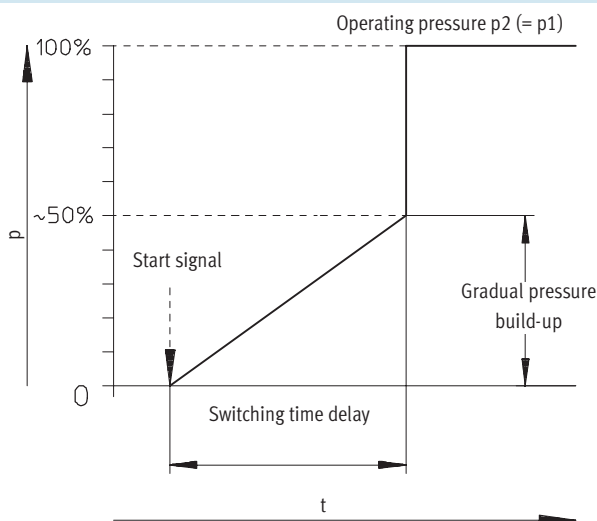 Operating pressure p2 (= p1)
100%
~50%
p
Start signal
Gradual pressure
build-up
0
Switching time delay
t